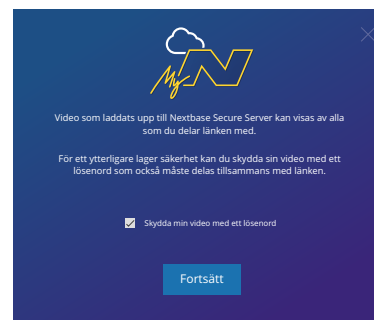 My N
Video som laddats upp till Nextbase Secure Server kan visas av alla
som du delar länken med.
För ett ytterligare lager säkerhet kan du skydda sin video med ett
lösenord som också måste delas tillsammans med länken.
Skydda min video med ett lösenord
Fortsätt